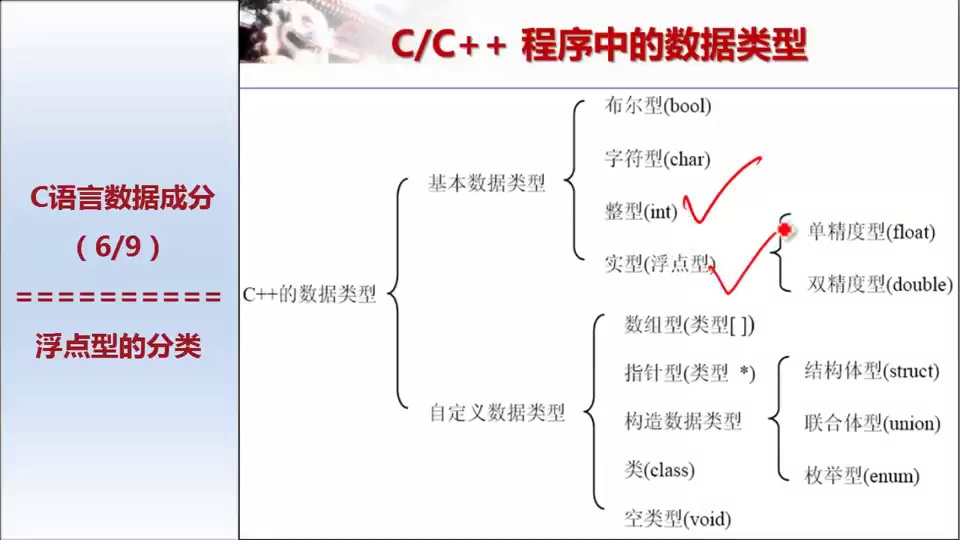 C/C++ 程序中的数据类型
C语言数据成分
（6/9）
==========
浮点型的分类
C++的数据类型
基本数据类型
布尔型(bool)
字符型(char)
整型(int)
实型(浮点型)
单精度型(float)
双精度型(double)
自定义数据类型
数组型(类型[ ])
指针型(类型 *)
构造数据类型
结构体型(struct)
联合体型(union)
枚举型(enum)
类(class)
空类型(void)